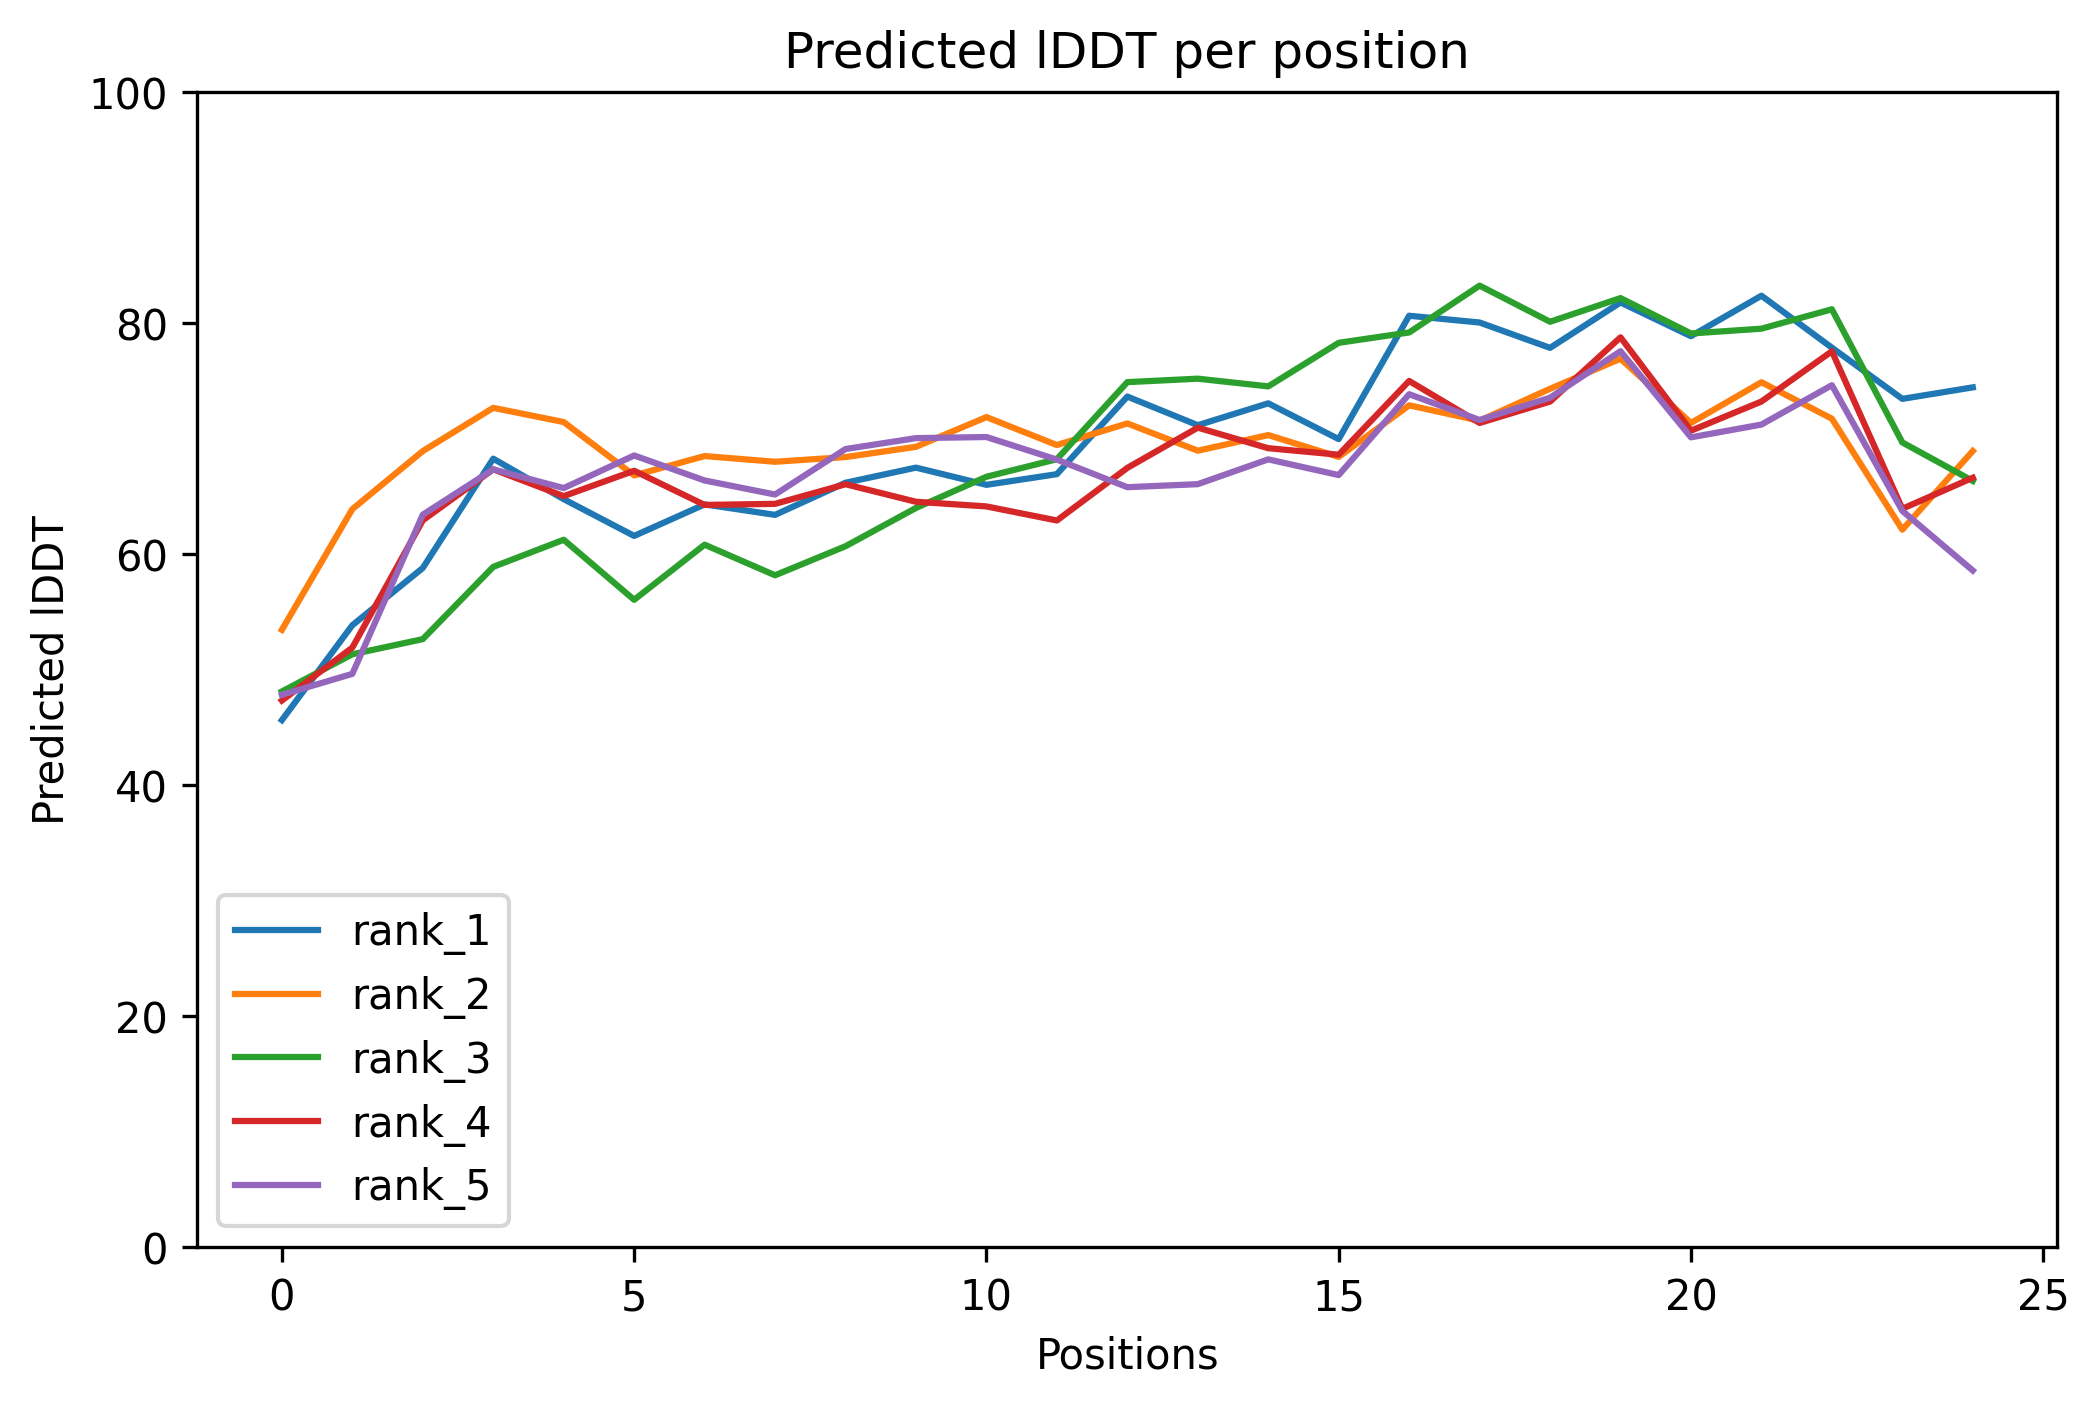 Predicted lDDT per position
Predicted lDDT
100
80
60
40
20
0
rank_1
rank_2
rank_3
rank_4
rank_5
0 5 10 15 20 25
Positions